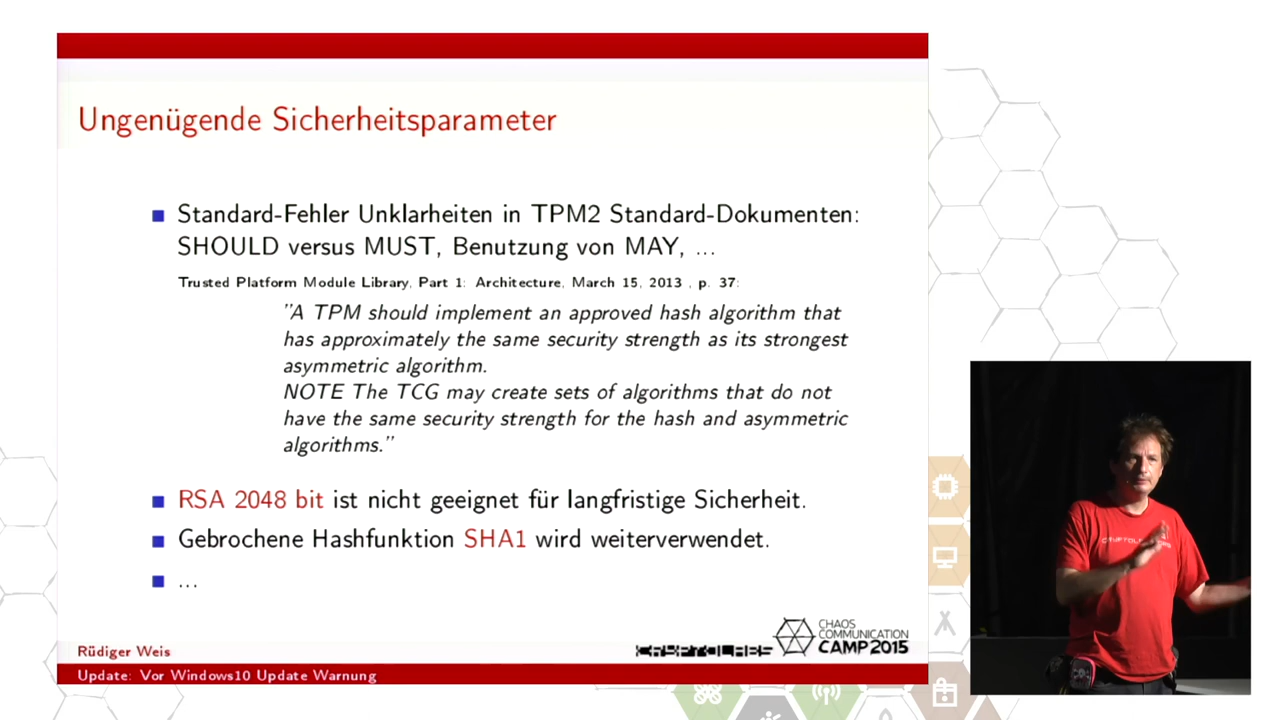 Ungenügende Sicherheitsparameter
Standard-Fehler Unklarheiten in TPM2 Standard-Dokumenten:
SHOULD versus MUST, Benutzung von MAY, ...
Trusted Platform Module Library, Part 1: Architecture, March 15, 2013 , p. 37:
"A TPM should implement an approved hash algorithm that
has approximately the same security strength as its strongest
asymmetric algorithm.
NOTE The TCG may create sets of algorithms that do not
have the same security strength for the hash and asymmetric
algorithms."
RSA 2048 bit ist nicht geeignet für langfristige Sicherheit.
Gebrochene Hashfunktion SHA1 wird weiterverwendet.
...
Rüdiger Weis
CRYPTOLABS
CHAOS
COMMUNICATION
CAMP 2015
Update: Vor Windows10 Update Warnung